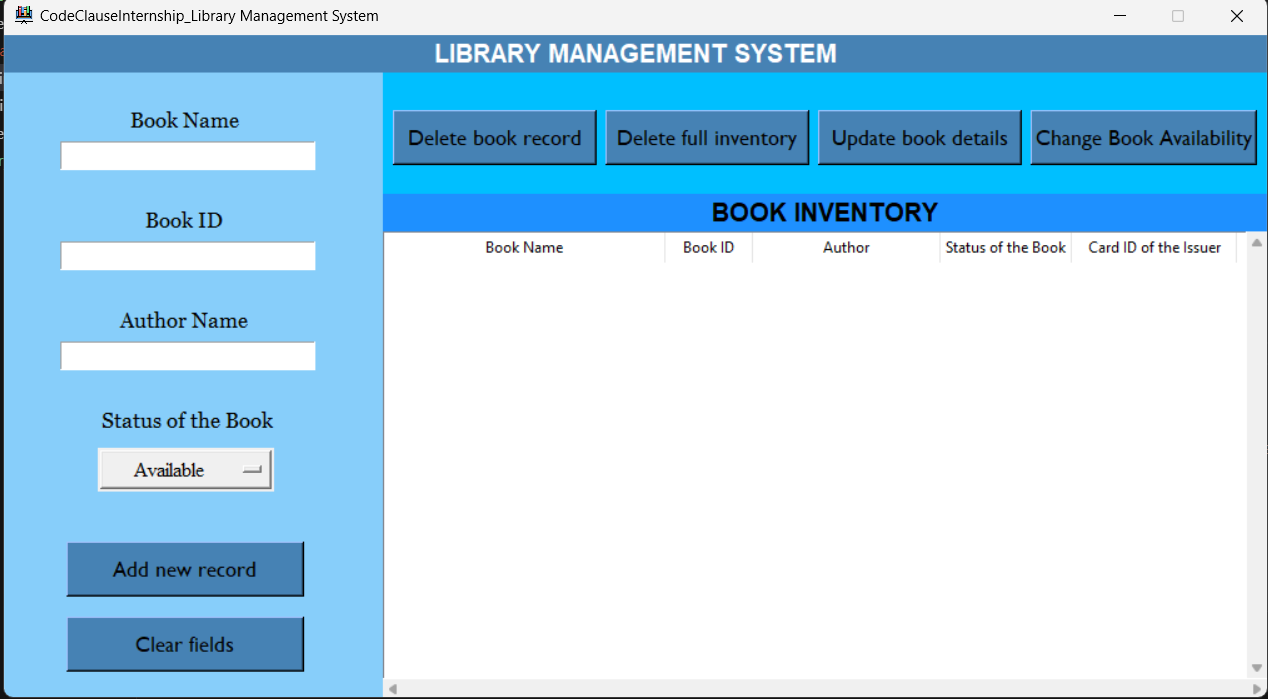 CodeClauseInternship_Library Management System
LIBRARY MANAGEMENT SYSTEM
Book Name
Book ID
Author Name
Status of the Book
Available
Add new record
Clear fields
Delete book record
Delete full inventory
Update book details
Change Book Availability
BOOK INVENTORY
Book Name
Book ID
Author
Status of the Book
Card ID of the Issuer